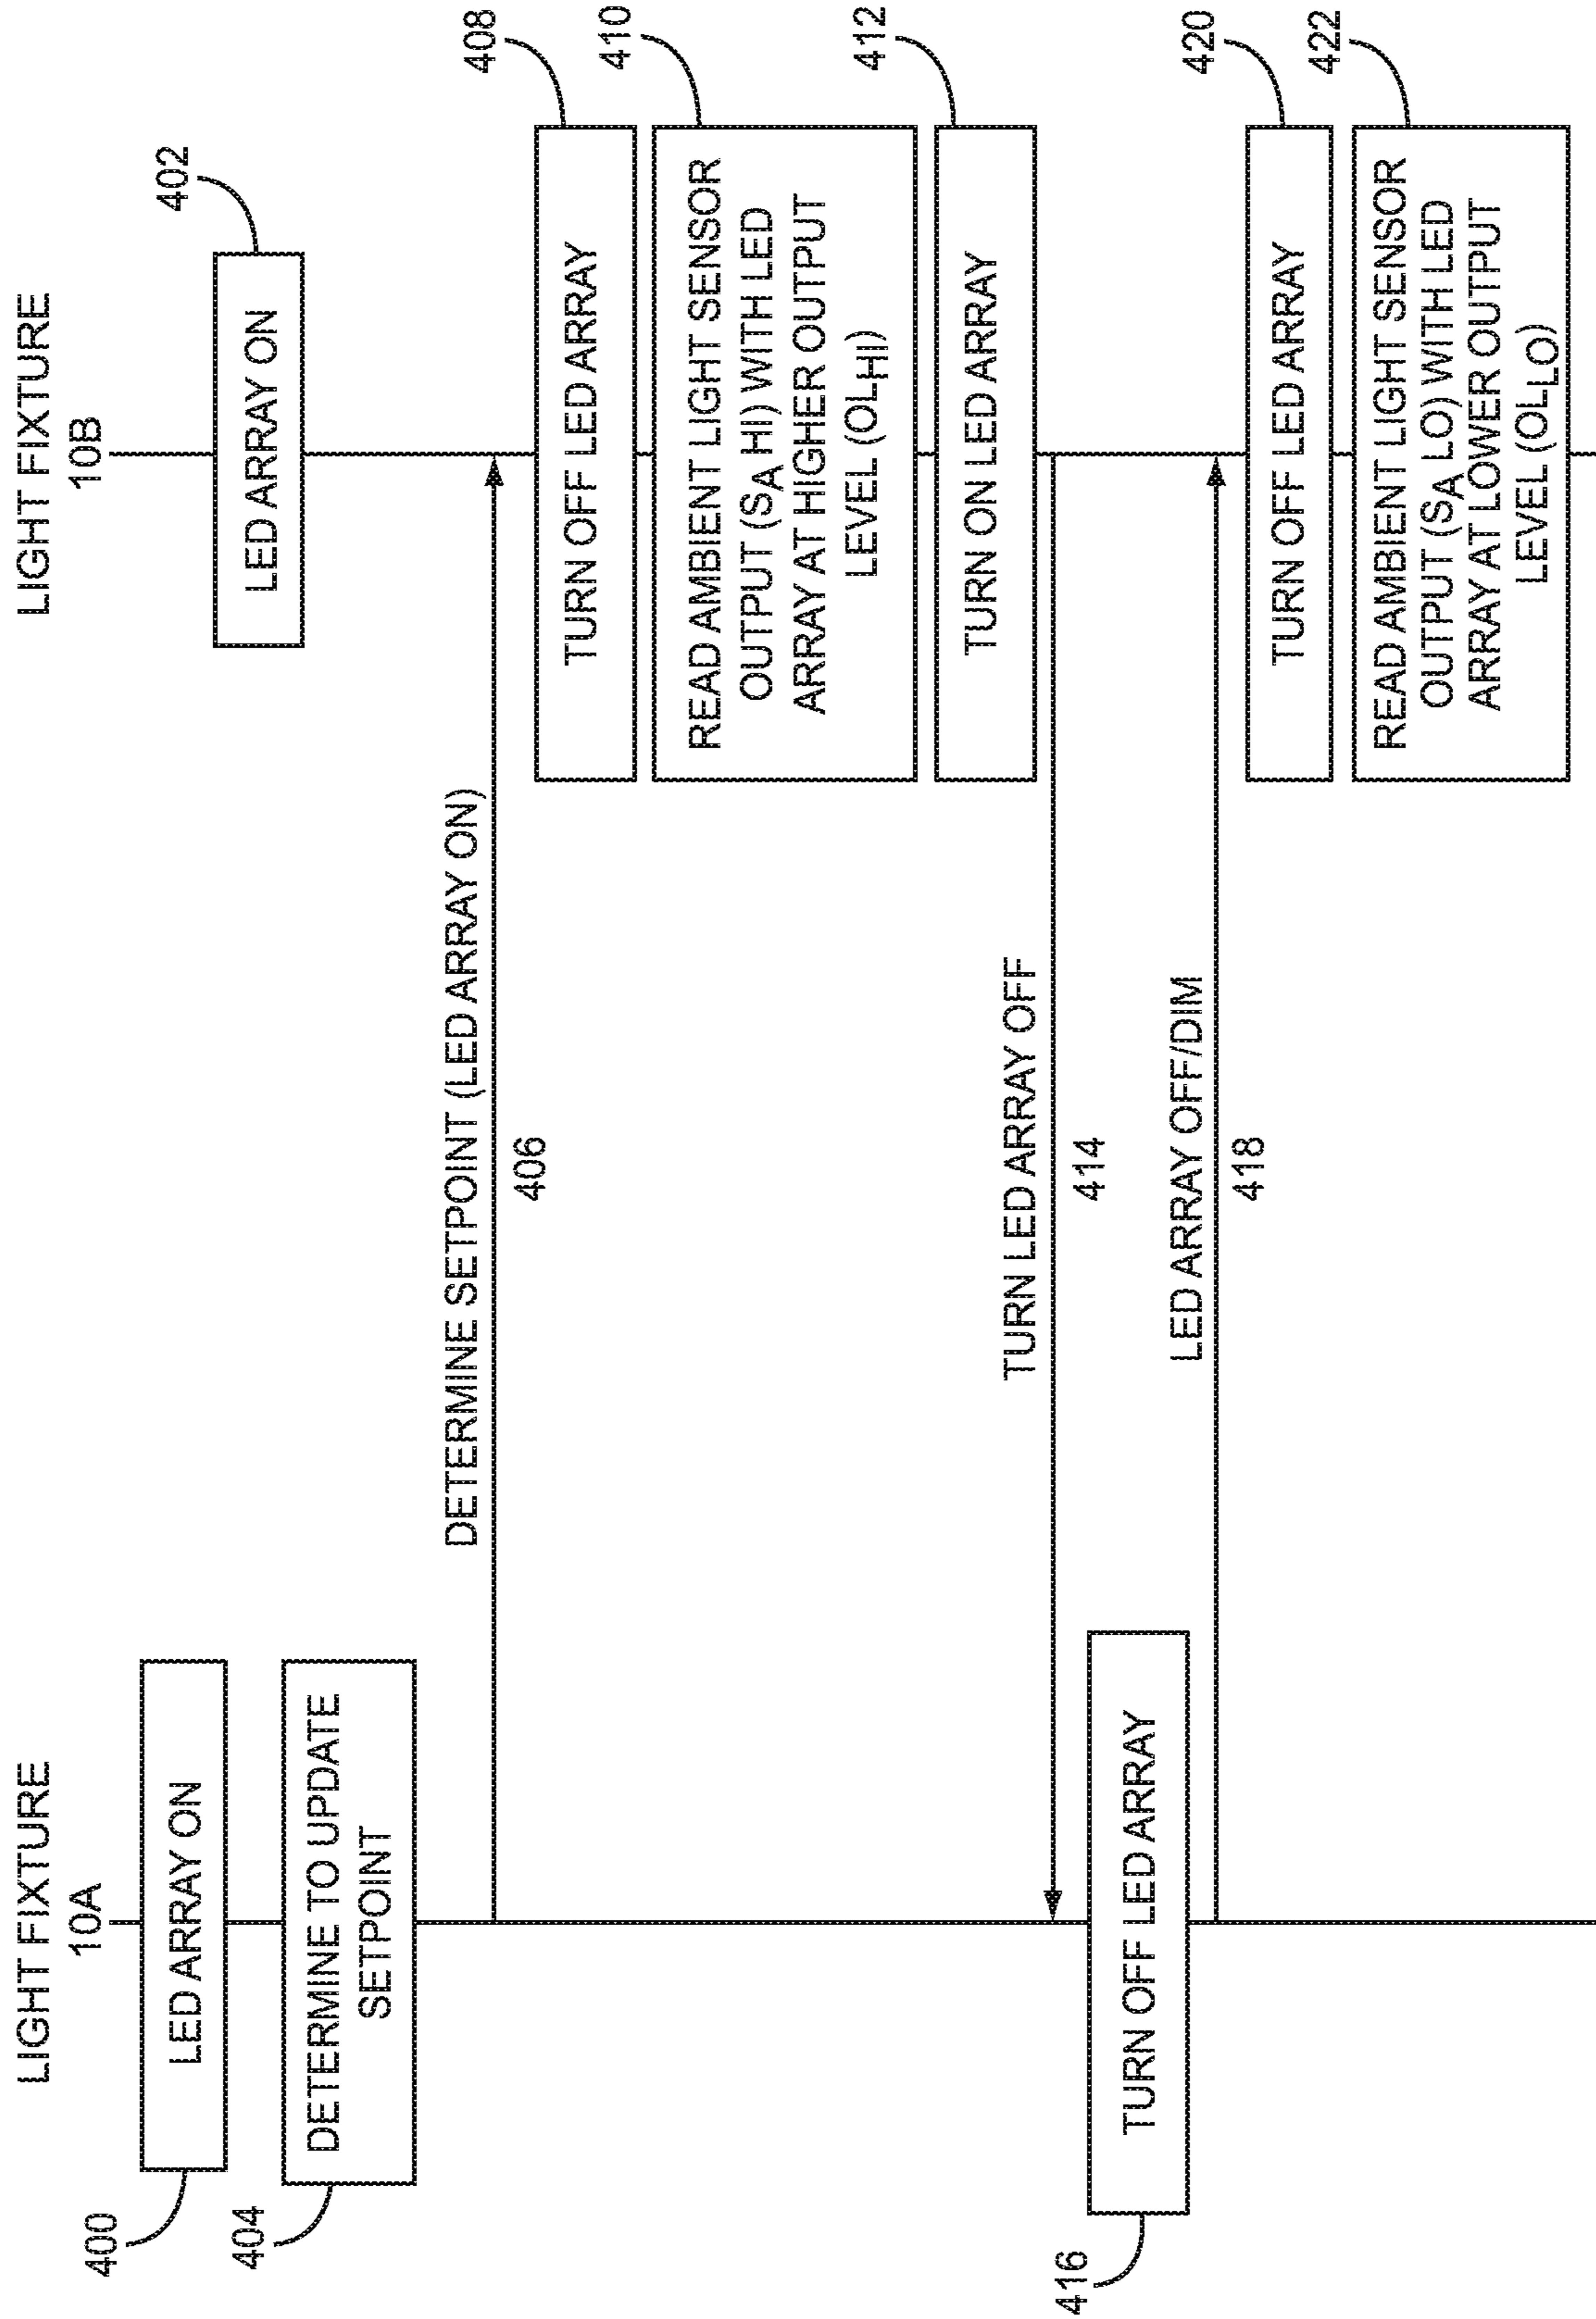 LIGHT FIXTURE
10A
LIGHT FIXTURE
10B
400
LED ARRAY ON
402
LED ARRAY ON
404
DETERMINE TO UPDATE
SETPOINT
DETERMINE SETPOINT (LED ARRAY ON)
406
408
TURN OFF LED ARRAY
410
READ AMBIENT LIGHT SENSOR
OUTPUT (SA HI) WITH LED
ARRAY AT HIGHER OUTPUT
LEVEL (OLHI)
412
TURN ON LED ARRAY
TURN LED ARRAY OFF
414
416
TURN OFF LED ARRAY
LED ARRAY OFF/DIM
418
420
TURN OFF LED ARRAY
422
READ AMBIENT LIGHT SENSOR
OUTPUT (SA LO) WITH LED
ARRAY AT LOWER OUTPUT
LEVEL (OLLO)